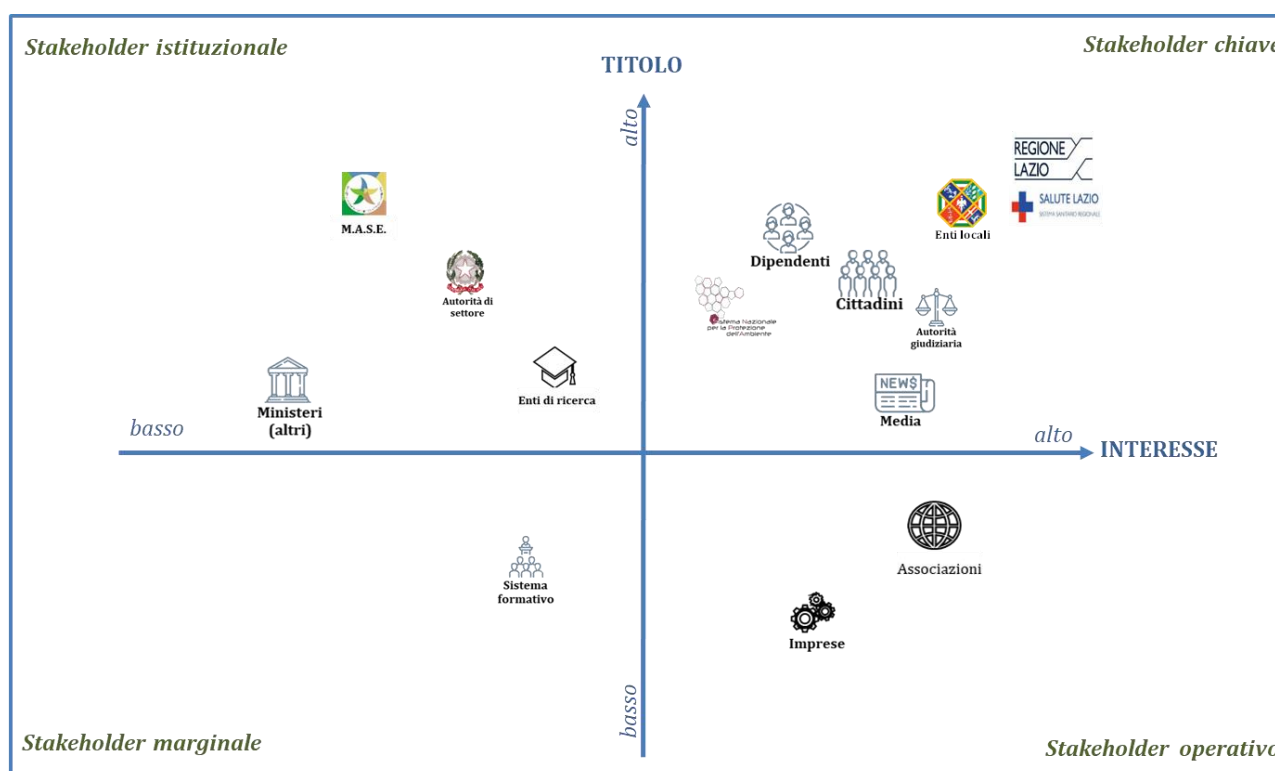 Stakeholder istituzionale
Stakeholder chiave
TITOLO
alto
REGIONE
LAZIO
SALUTE LAZIO
SISTEMA SANITARIO REGIONALE
M.A.S.E.
Enti locali
Dipendenti
Autorità di
settore
Cittadini
Sistema Nazionale
per la Protezione
dell'Ambiente
Autorità
giudiziaria
Enti di ricerca
NEW$
Media
Ministeri
(altri)
basso
alto
INTERESSE
Associazioni
Sistema
formativo
Imprese
basso
Stakeholder marginale
Stakeholder operativo